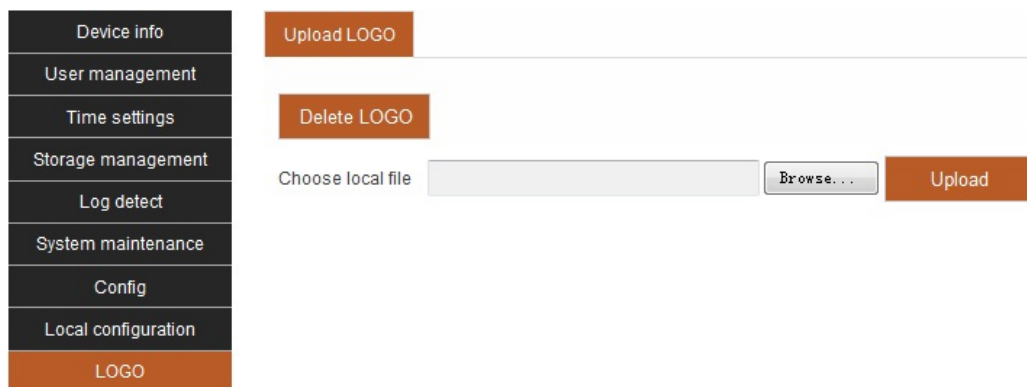 Device info
User management
Time settings
Storage management
Log detect
System maintenance
Config
Local configuration
LOGO
Upload LOGO
Delete LOGO
Choose local file Browse... Upload